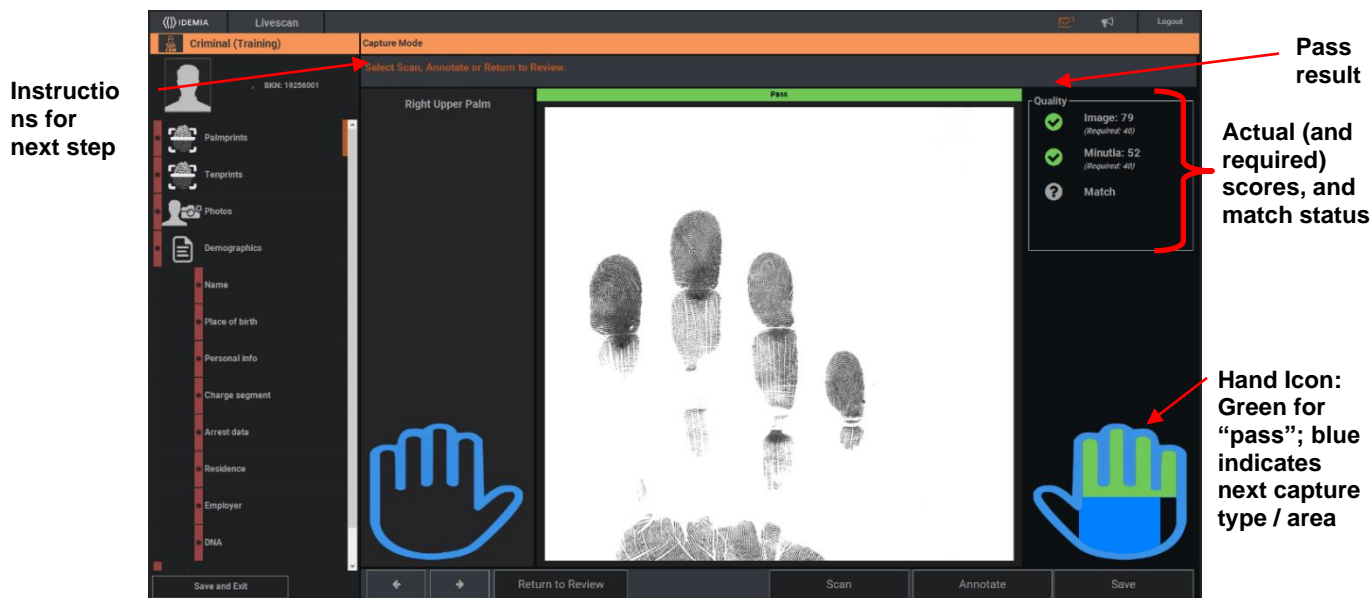 IDEMIA
Livescan
1
Logout
Criminal (Training)
Capture Mode
Select Scan, Annotate or Return to Review.
, BKN: 19256001
Instructio
ns for
next step
Pass
result
Right Upper Palm
Pass
Quality
Image: 79
(Required: 40)
Minutia: 52
(Required: 40)
Match
Actual (and
required)
scores, and
match status
Palmprints
Tenprints
Photos
Demographics
Name
Place of birth
Personal info
Charge segment
Arrest data
Residence
Employer
DNA
Hand Icon:
Green for
“pass”; blue
indicates
next capture
type / area
Save and Exit
Return to Review
Scan
Annotate
Save